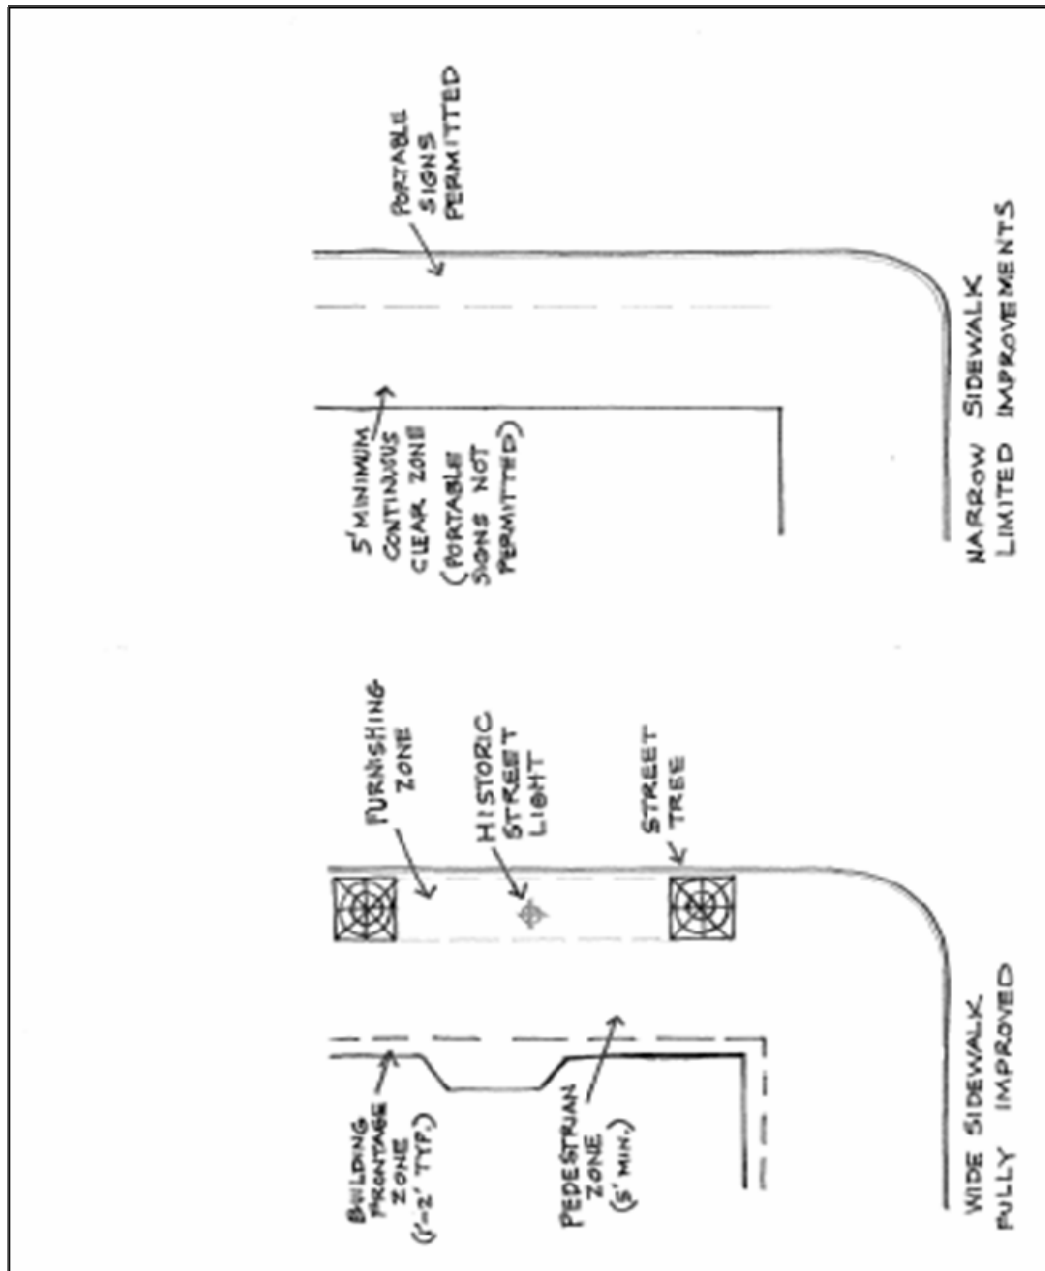 BUILDING
FRONTAGE
ZONE
(1'-2' TYP.)
PEDESTRIAN
ZONE
(5' MIN.)
FURNISHING
ZONE
HISTORIC
STREET
LIGHT
STREET
TREE
WIDE SIDEWALK
FULLY IMPROVED
5' MINIMUM
CONTINUOUS
CLEAR ZONE
(PORTABLE
SIGNS NOT
PERMITTED)
PORTABLE
SIGNS
PERMITTED
NARROW SIDEWALK
LIMITED IMPROVEMENTS